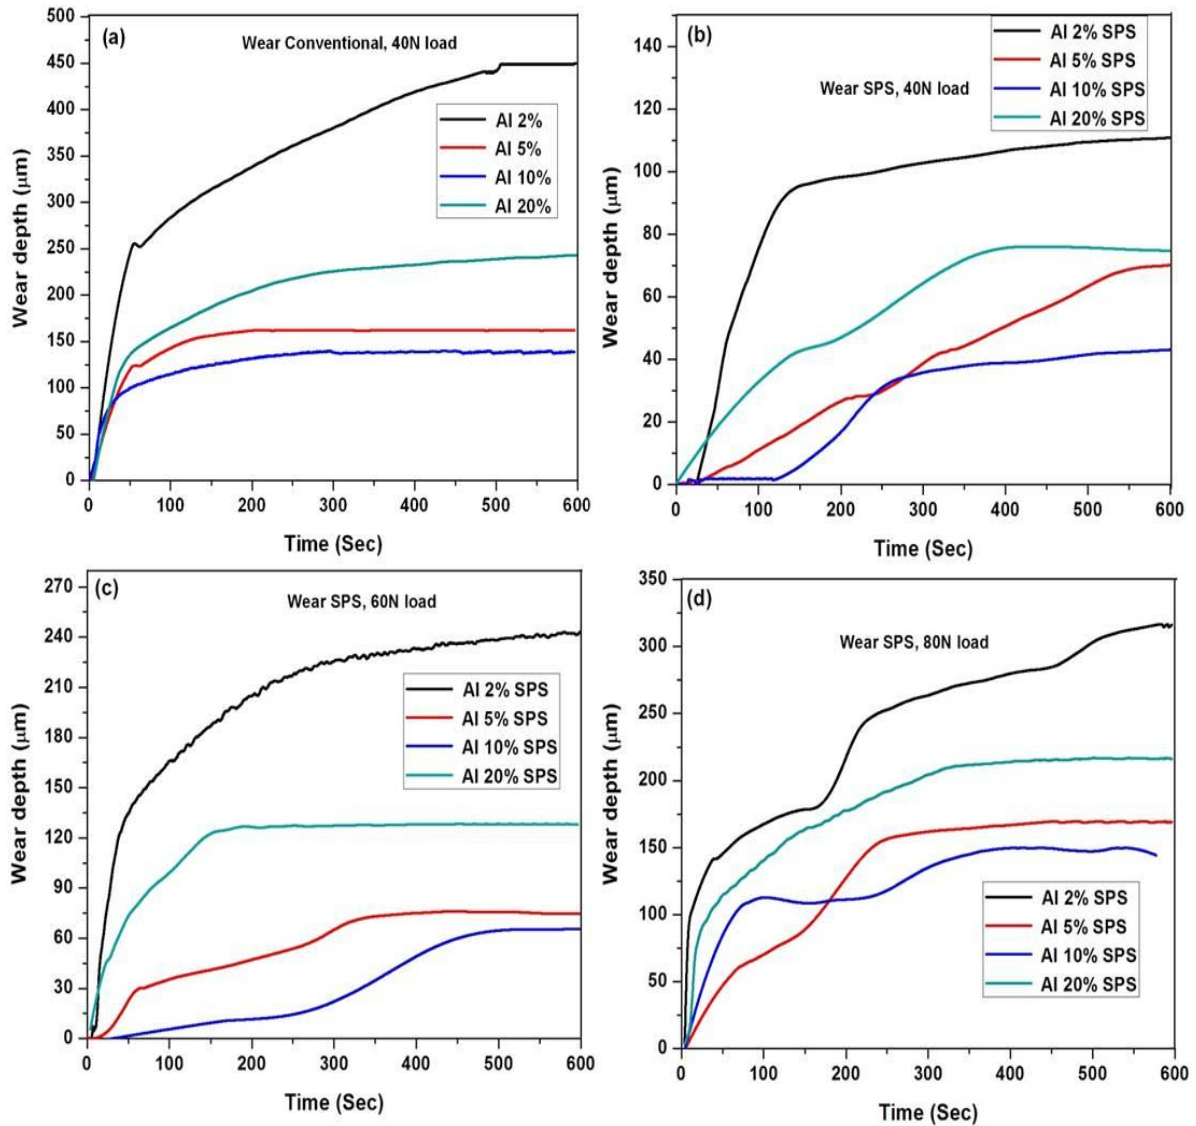 (a)
Wear Conventional, 40N load
Al 2%
Al 5%
Al 10%
Al 20%
Wear depth (μm)
500
450
400
350
300
250
200
150
100
50
0
0 100 200 300 400 500 600
Time (Sec)
(b)
Wear SPS, 40N load
Al 2% SPS
Al 5% SPS
Al 10% SPS
Al 20% SPS
Wear depth (μm)
140
120
100
80
60
40
20
0
0 100 200 300 400 500 600
Time (Sec)
(c)
Wear SPS, 60N load
Al 2% SPS
Al 5% SPS
Al 10% SPS
Al 20% SPS
Wear depth (μm)
270
240
210
180
150
120
90
60
30
0
0 100 200 300 400 500 600
Time (Sec)
(d)
Wear SPS, 80N load
Al 2% SPS
Al 5% SPS
Al 10% SPS
Al 20% SPS
Wear depth (μm)
350
300
250
200
150
100
50
0
0 100 200 300 400 500 600
Time (Sec)